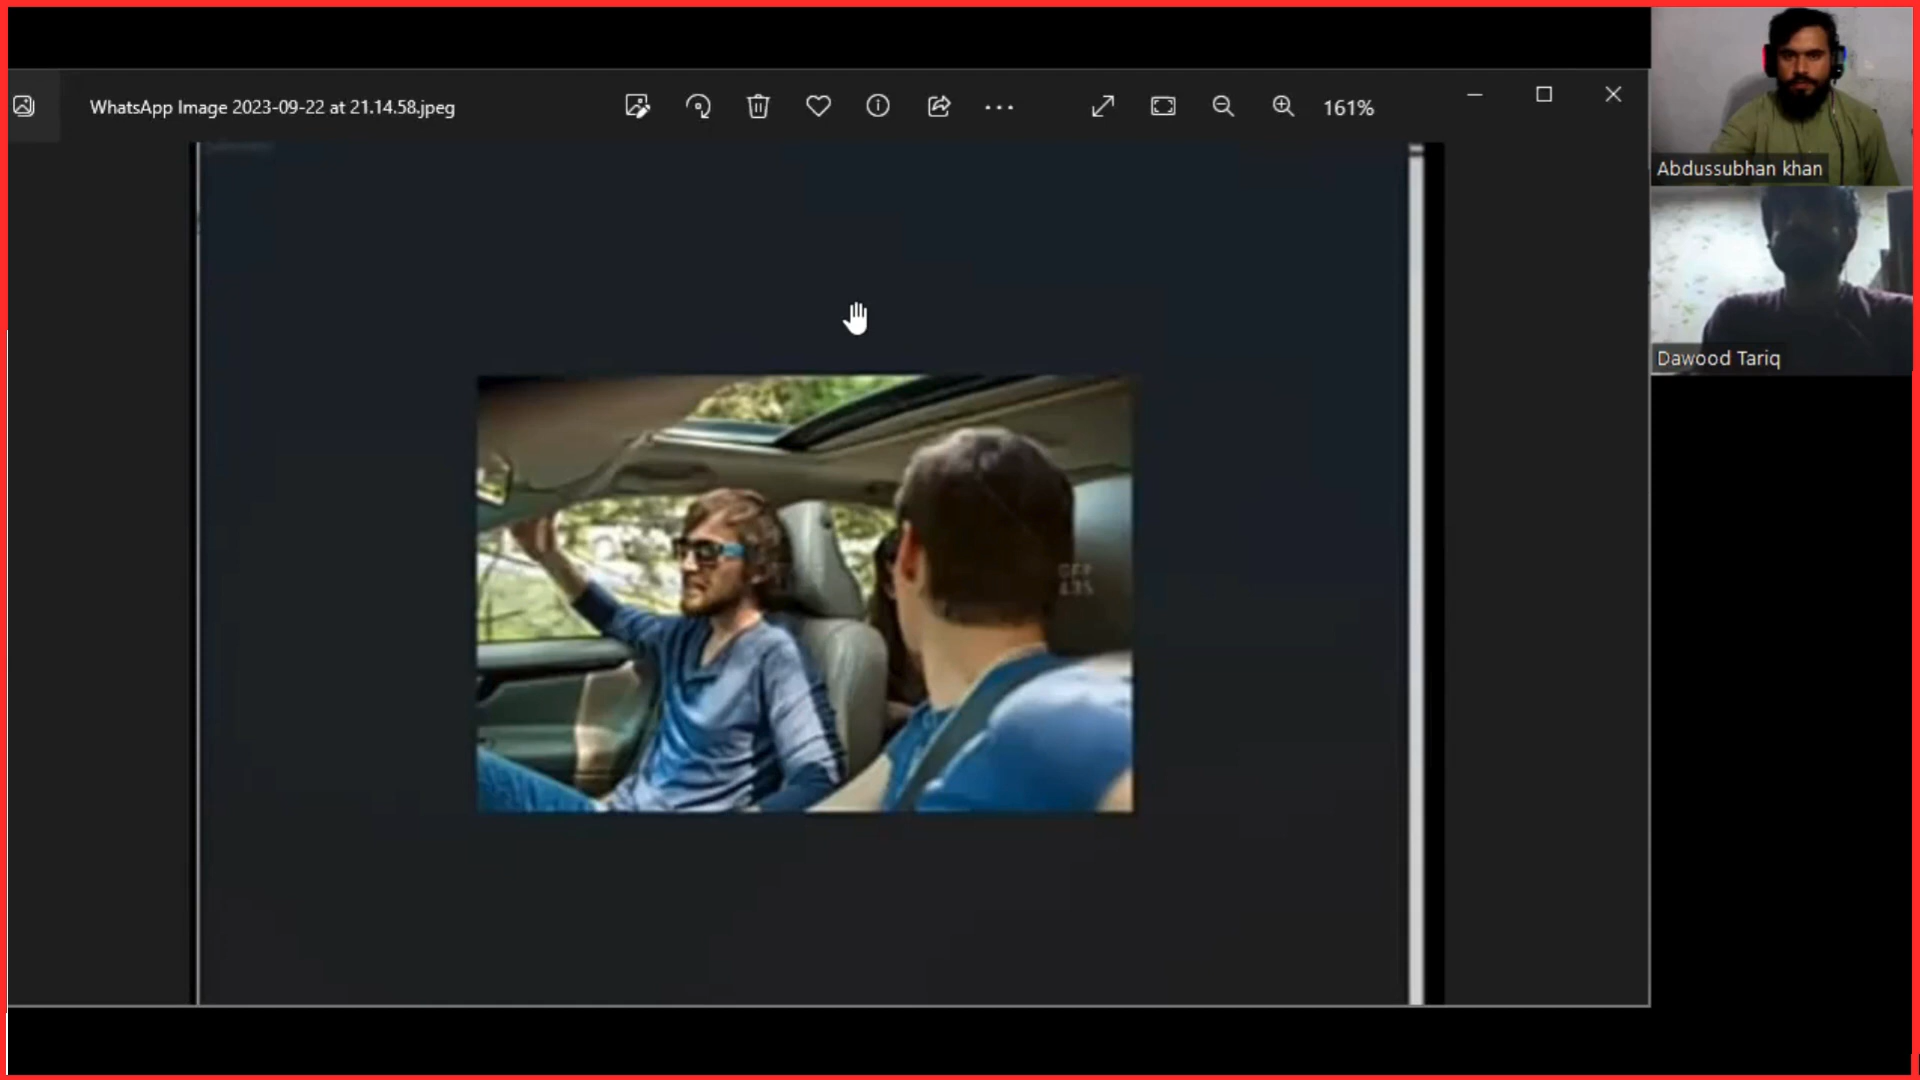 WhatsApp Image 2023-09-22 at 21.14.58.jpeg
161%
Abdussubhan khan
Dawood Tariq